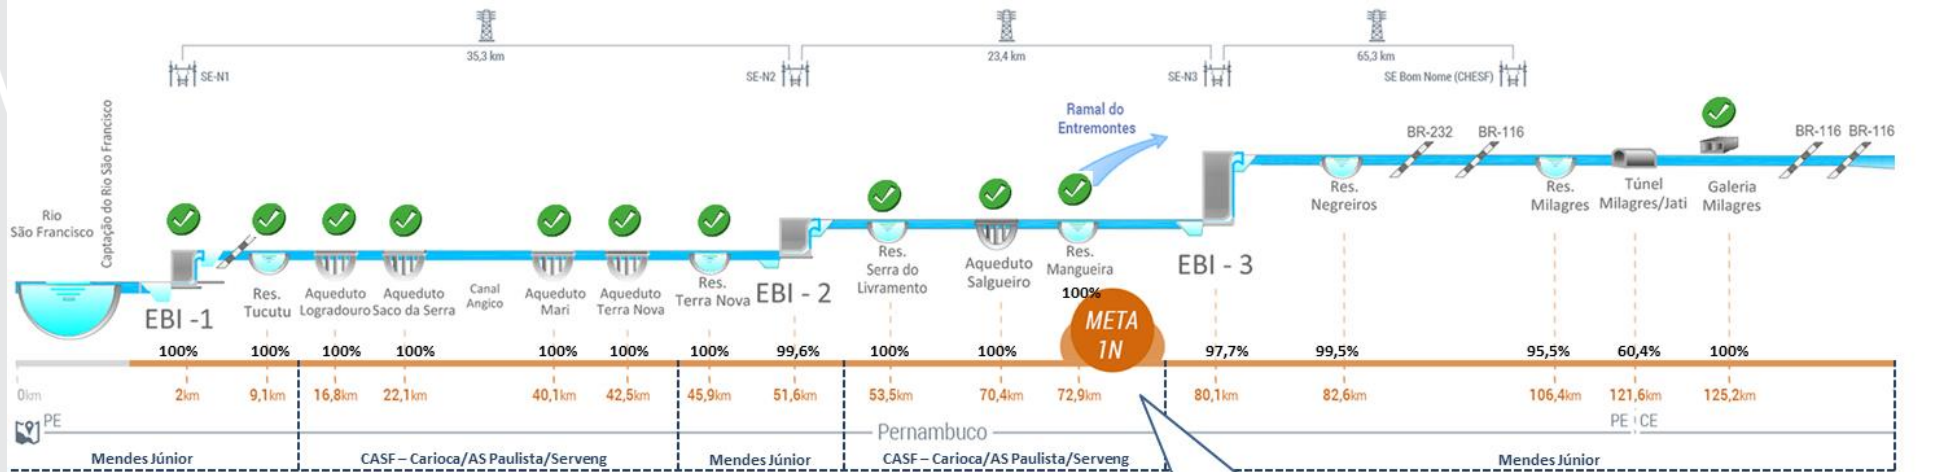 35,3 km
23,4 km
65,3 km
SE-N1
SE-N2
SE-N3
SE Bom Nome (CHESF)
Captação do Rio São Francisco
Rio
São Francisco
Ramal do
Entremontes
BR-232
BR-116
BR-116
BR-116
EBI -1
Res.
Tucutu
Aqueduto
Logradouro
Aqueduto
Saco da Serra
Canal
Angico
Aqueduto
Mari
Aqueduto
Terra Nova
Res.
Terra Nova
EBI - 2
Res.
Serra do
Livramento
Aqueduto
Salgueiro
Res.
Mangueira
100%
EBI - 3
Res.
Negreiros
Res.
Milagres
Túnel
Milagres/Jati
Galeria
Milagres
META
1N
100%
100%
100%
100%
100%
100%
100%
99,6%
100%
100%
97,7%
99,5%
95,5%
60,4%
100%
0km
2km
9,1km
16,8km
22,1km
40,1km
42,5km
45,9km
51,6km
53,5km
70,4km
72,9km
80,1km
82,6km
106,4km
121,6km
125,2km
PE
Pernambuco
PE
CE
Mendes Júnior
CASF – Carioca/AS Paulista/Serveng
Mendes Júnior
CASF – Carioca/AS Paulista/Serveng
Mendes Júnior